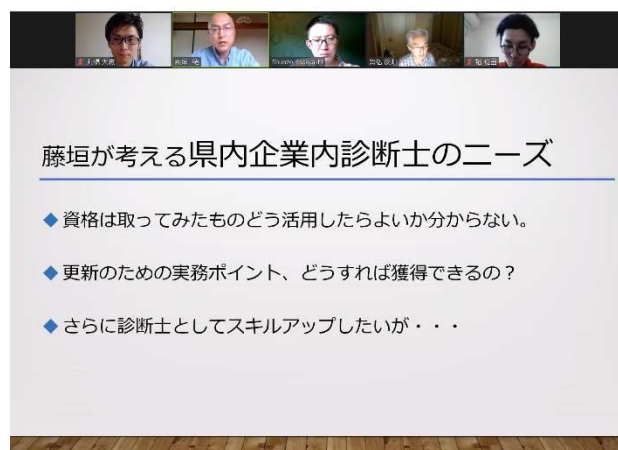 藤垣が考える県内企業内診断士のニーズ
◆資格は取ってみたものどう活用したらよいか分からない。
◆更新のための実務ポイント、どうすれば獲得できるの？
◆さらに診断士としてスキルアップしたいが・・・